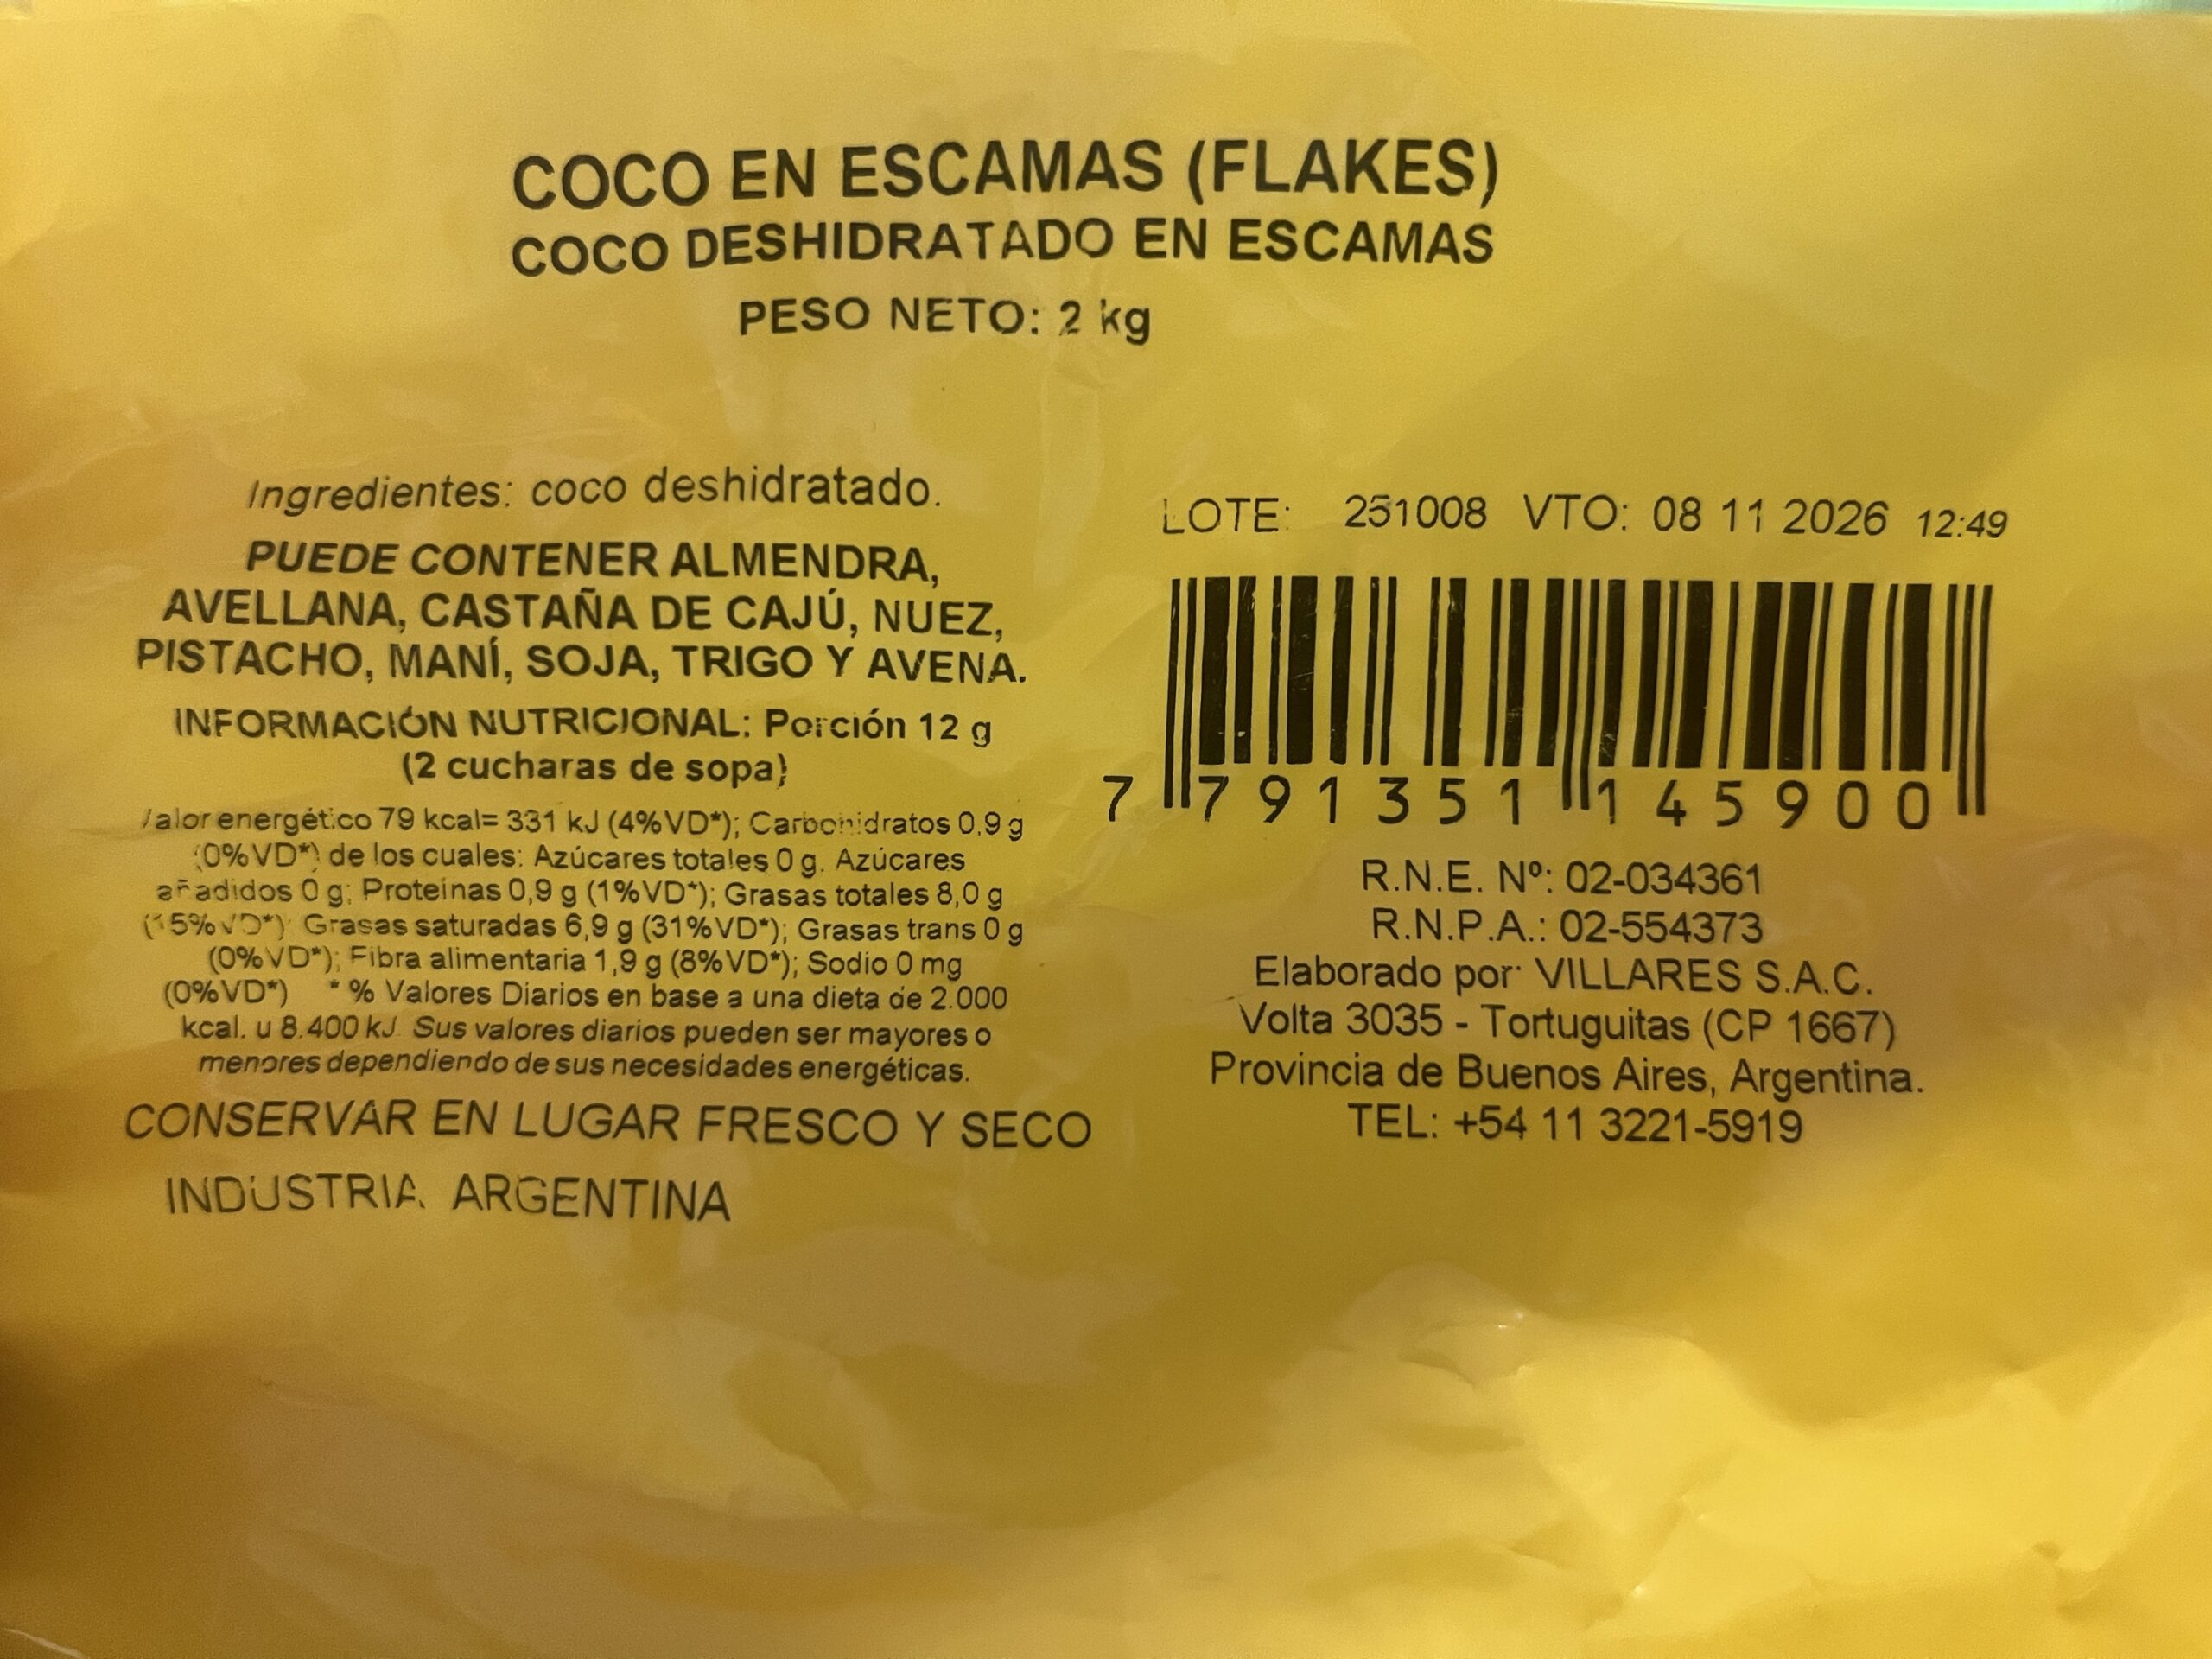 COCO EN ESCAMAS (FLAKES)
COCO DESHIDRATADO EN ESCAMAS
PESO NETO: 2 kg
Ingredientes: coco deshidratado.
PUEDE CONTENER ALMENDRA,
AVELLANA, CASTAÑA DE CAJÚ, NUEZ,
PISTACHO, MANÍ, SOJA, TRIGO Y AVENA.
INFORMACIÓN NUTRICIONAL: Porción 12 g
(2 cucharas de sopa)
Valor energético 79 kcal= 331 kJ (4%VD*); Carbohidratos 0,9 g
(0%VD*) de los cuales: Azúcares totales 0 g. Azúcares
añadidos 0 g; Proteínas 0,9 g (1%VD*); Grasas totales 8,0 g
(15%VD*) Grasas saturadas 6,9 g (31%VD*); Grasas trans 0 g
(0%VD*); Fibra alimentaria 1,9 g (8%VD*); Sodio 0 mg
(0%VD*) * % Valores Diarios en base a una dieta de 2.000
kcal. u 8.400 kJ. Sus valores diarios pueden ser mayores o
menores dependiendo de sus necesidades energéticas.
CONSERVAR EN LUGAR FRESCO Y SECO
INDUSTRIA ARGENTINA
LOTE: 251008 VTO: 08 11 2026 12:49
7 791351 145900
R.N.E. Nº: 02-034361
R.N.P.A.: 02-554373
Elaborado por: VILLARES S.A.C.
Volta 3035 - Tortuguitas (CP 1667)
Provincia de Buenos Aires, Argentina.
TEL: +54 11 3221-5919